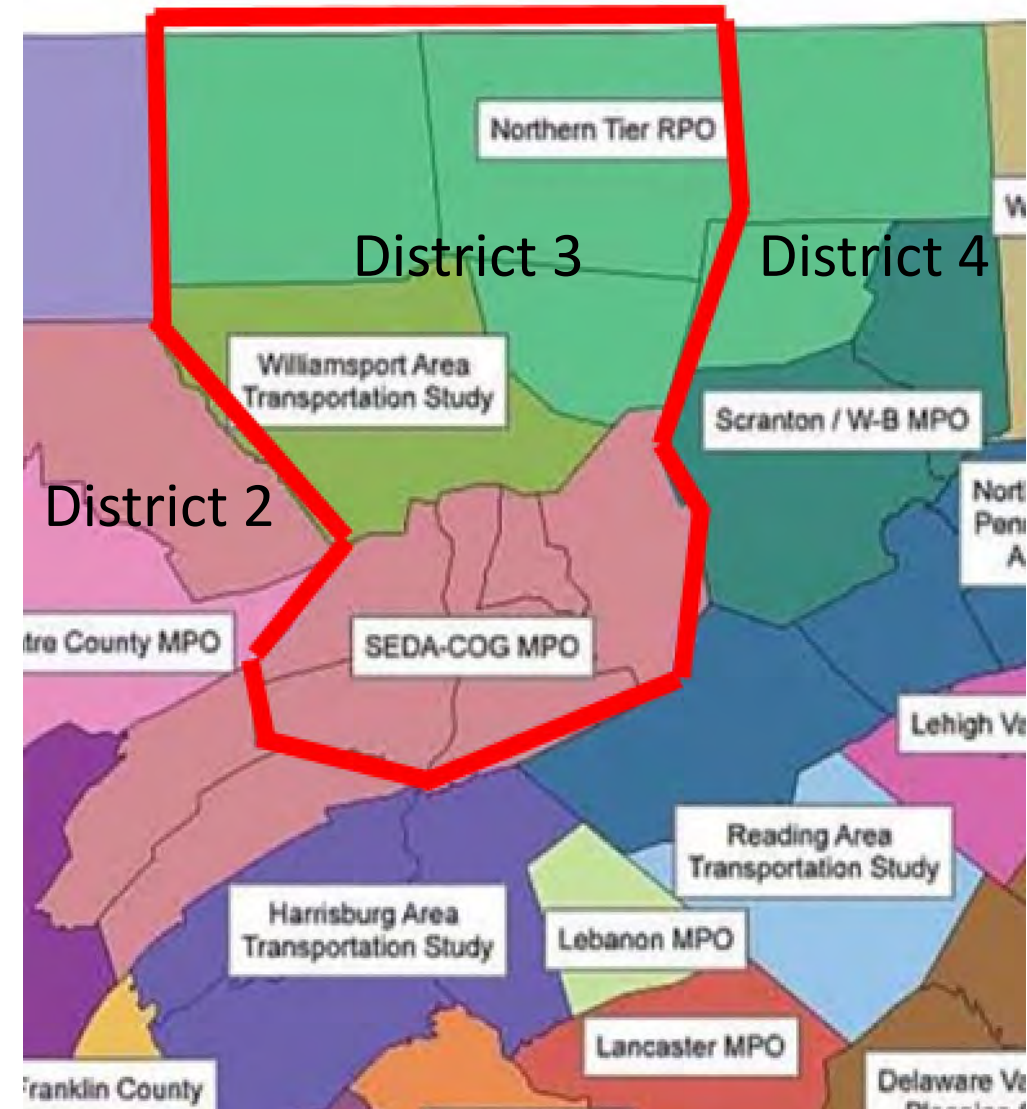 Northern Tier RPO
W
District 3
District 4
Williamsport Area
Transportation Study
Scranton / W-B MPO
District 2
Nort
Pen
A
tre County MPO
SEDA-COG MPO
Lehigh Va
Reading Area
Transportation Study
Harrisburg Area
Transportation Study
Lebanon MPO
Lancaster MPO
Franklin County
Delaware Va